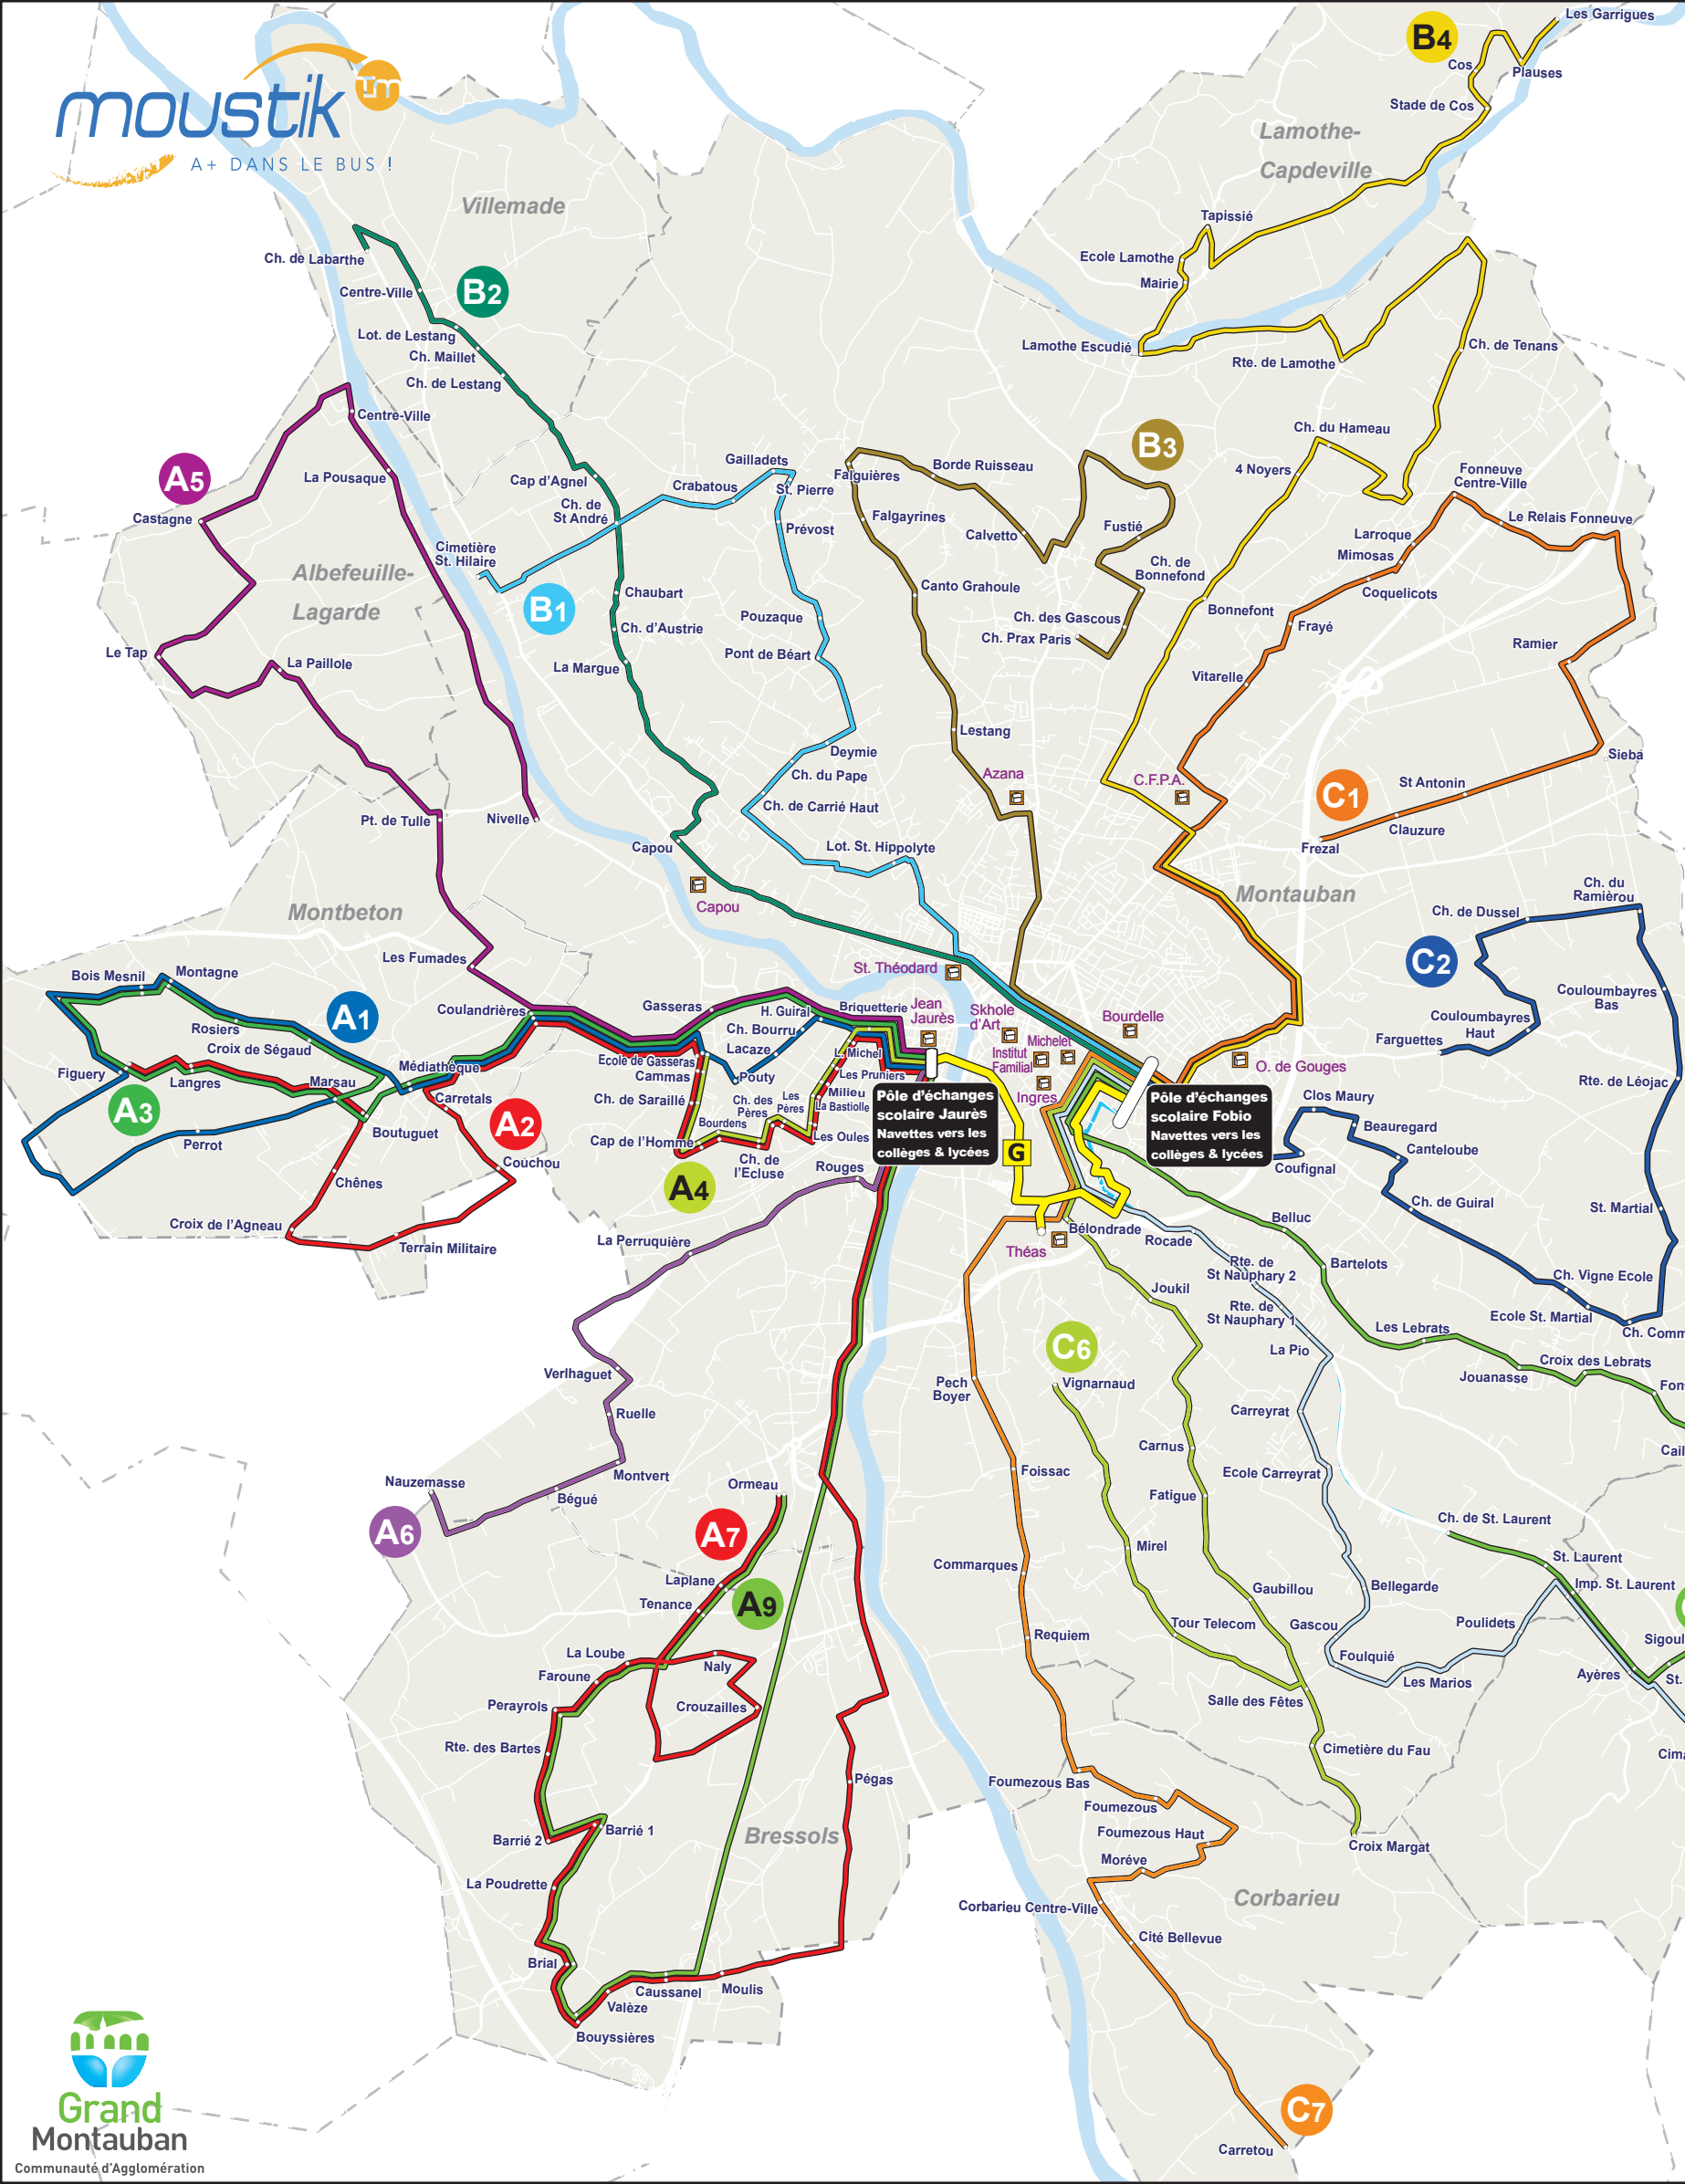 moustik
tm
A+ DANS LE BUS !
Villemade
Lamothe-
Capdeville
Albefeuille-
Lagarde
Montbeton
Montauban
Bressols
Corbarieu
B4
Les Garrigues
Cos
Plauses
Stade de Cos
Tapissié
Ecole Lamothe
Mairie
Lamothe Escudié
Rte. de Lamothe
Ch. de Tenans
Ch. du Hameau
4 Noyers
Bonnefont
B2
Ch. de Labarthe
Centre-Ville
Lot. de Lestang
Ch. Maillet
Ch. de Lestang
Cap d'Agnel
Ch. de
St André
Chaubart
Ch. d'Austrie
La Margue
Capou
Capou
A5
Centre-Ville
La Pousaque
Castagne
Le Tap
La Paillole
Pt. de Tulle
Nivelle
Les Fumades
Coulandrières
B1
Cimetière
St. Hilaire
Crabatous
Gailladets
St. Pierre
Prévost
Pouzaque
Pont de Béart
Deymie
Ch. du Pape
Ch. de Carrié Haut
Lot. St. Hippolyte
B3
Falguières
Borde Ruisseau
Falgayrines
Calvetto
Fustié
Ch. de
Bonnefond
Canto Grahoule
Ch. des Gascous
Ch. Prax Paris
Lestang
Azana
C.F.P.A.
C1
Fonneuve
Centre-Ville
Le Relais Fonneuve
Larroque
Mimosas
Coquelicots
Frayé
Vitarelle
Ramier
Sieba
St Antonin
Clauzure
Frezal
C2
Ch. du
Ramièrou
Ch. de Dussel
Couloumbayres
Bas
Couloumbayres
Haut
Farguettes
Rte. de Léojac
Clos Maury
Beauregard
Canteloube
Coufignal
Ch. de Guiral
St. Martial
Ch. Vigne Ecole
Ecole St. Martial
Ch. Comm
A1
Bois Mesnil
Montagne
Rosiers
Croix de Ségaud
Figuery
Langres
Marsau
Médiathèque
Carretals
Boutuguet
Perrot
A3
A2
Couchou
Chênes
Croix de l'Agneau
Terrain Militaire
Gasseras
Ecole de Gasseras
Cammas
Ch. de Saraillé
Cap de l'Homme
A4
Bourdens
Ch. des
Pères
Les
Pères
Ch. de
l'Ecluse
Les Oules
Milieu
La Bastiolle
Les Pruniers
L. Michel
Briquetterie
H. Guiral
Ch. Bourru
Lacaze
Pouty
St. Théodard
Jean
Jaurès
Skhole
d'Art
Michelet
Institut
Familial
Ingres
Bourdelle
O. de Gouges
Pôle d'échanges
scolaire Jaurès
Navettes vers les
collèges & lycées
G
Pôle d'échanges
scolaire Fobio
Navettes vers les
collèges & lycées
Théas
Bélondrade
Rocade
Rouges
La Perruquière
Verlhaguet
Ruelle
Montvert
Bégué
Nauzemasse
A6
Belluc
Bartelots
Rte. de
St Nauphary 2
Rte. de
St Nauphary 1
La Pio
Les Lebrats
Croix des Lebrats
Jouanasse
Fon
Cail
Joukil
C6
Vignarnaud
Pech
Boyer
Carreyrat
Carnus
Ecole Carreyrat
Foissac
Fatigue
Mirel
Commarques
Requiem
Gaubillou
Tour Telecom
Bellegarde
Gascou
Foulquié
Les Marios
Poulidets
Salle des Fêtes
Cimetière du Fau
Croix Margat
Ch. de St. Laurent
St. Laurent
Imp. St. Laurent
Sigoul
Ayères
St.
Cima
Ormeau
A7
A9
Laplane
Tenance
La Loube
Faroune
Naly
Crouzailles
Perayrols
Rte. des Bartes
Barrié 2
Barrié 1
La Poudrette
Brial
Bouyssières
Valèze
Caussanel
Moulis
Pégas
Foumezous Bas
Foumezous
Foumezous Haut
Moréve
Corbarieu Centre-Ville
Cité Bellevue
C7
Carretou
Grand
Montauban
Communauté d'Agglomération